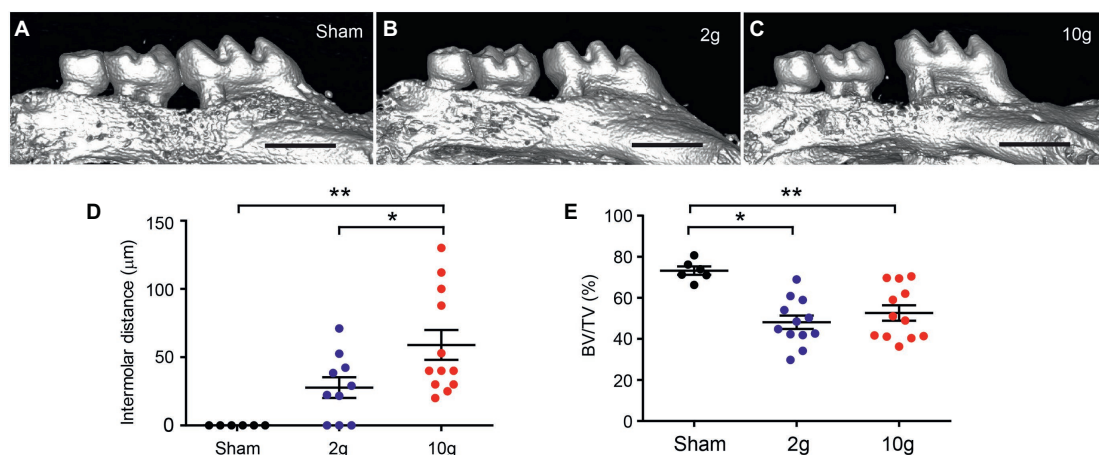 A
Sham
B
2g
C
10g
D
**
*
150
100
50
0
Intermolar distance (μm)
Sham
2g
10g
E
**
*
100
80
60
40
20
0
BV/TV (%)
Sham
2g
10g